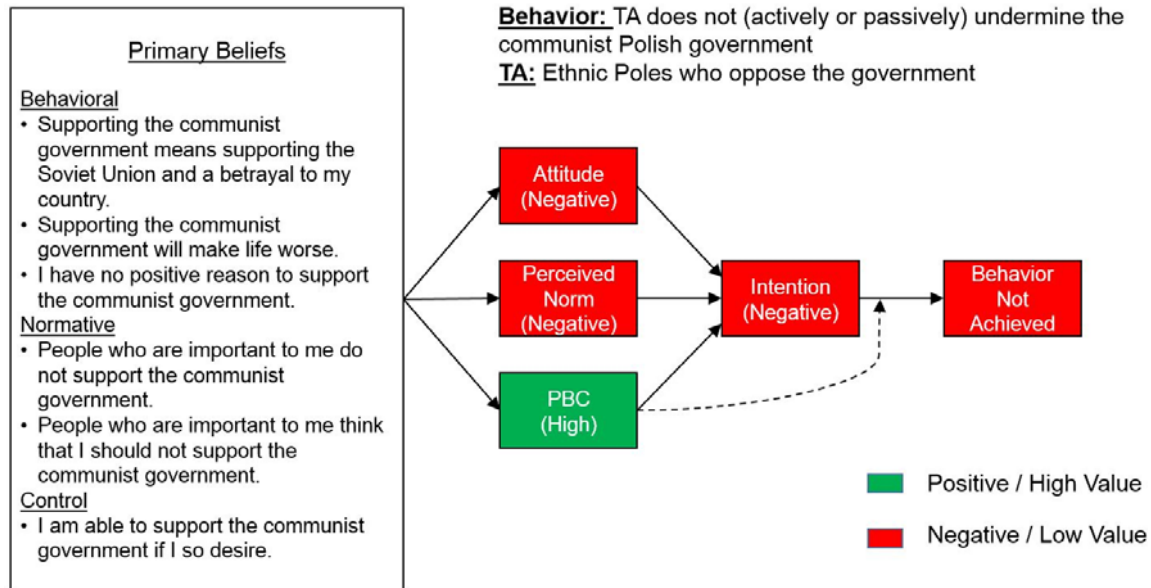 Primary Beliefs
Behavioral
• Supporting the communist
government means supporting the
Soviet Union and a betrayal to my
country.
• Supporting the communist
government will make life worse.
• I have no positive reason to support
the communist government.
Normative
• People who are important to me do
not support the communist
government.
• People who are important to me think
that I should not support the
communist government.
Control
• I am able to support the communist
government if I so desire.
Behavior: TA does not (actively or passively) undermine the
communist Polish government
TA: Ethnic Poles who oppose the government
Attitude
(Negative)
Perceived
Norm
(Negative)
PBC
(High)
Intention
(Negative)
Behavior
Not
Achieved
Positive / High Value
Negative / Low Value